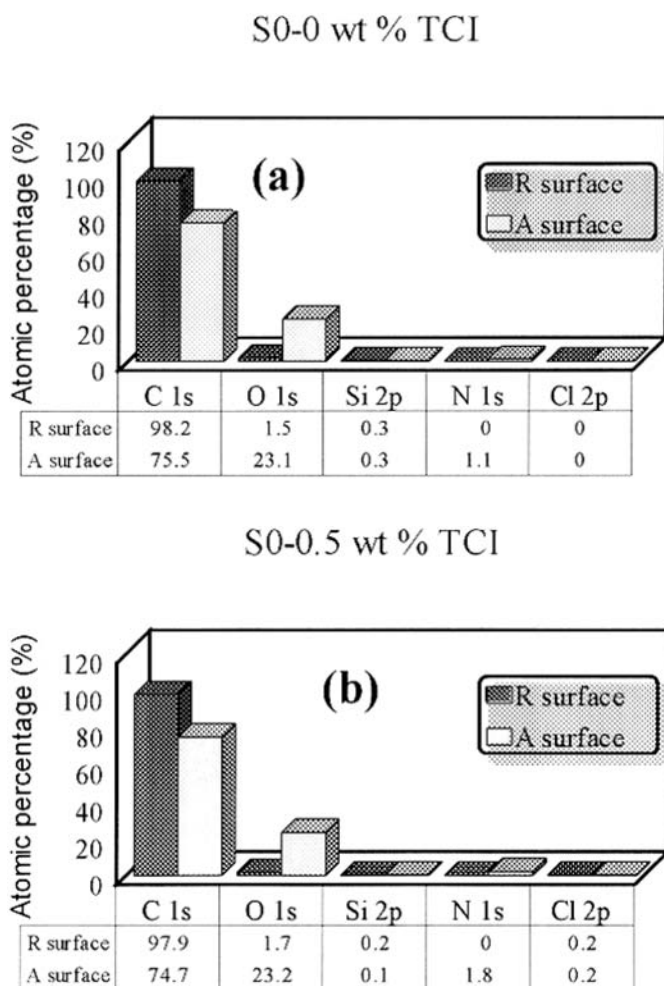 S0-0 wt % TCI
Atomic percentage (%)
120
100
80
60
40
20
0
(a)
R surface
A surface
C 1s O 1s Si 2p N 1s Cl 2p
R surface 98.2 1.5 0.3 0 0
A surface 75.5 23.1 0.3 1.1 0
S0-0.5 wt % TCI
Atomic percentage (%)
120
100
80
60
40
20
0
(b)
R surface
A surface
C 1s O 1s Si 2p N 1s Cl 2p
R surface 97.9 1.7 0.2 0 0.2
A surface 74.7 23.2 0.1 1.8 0.2